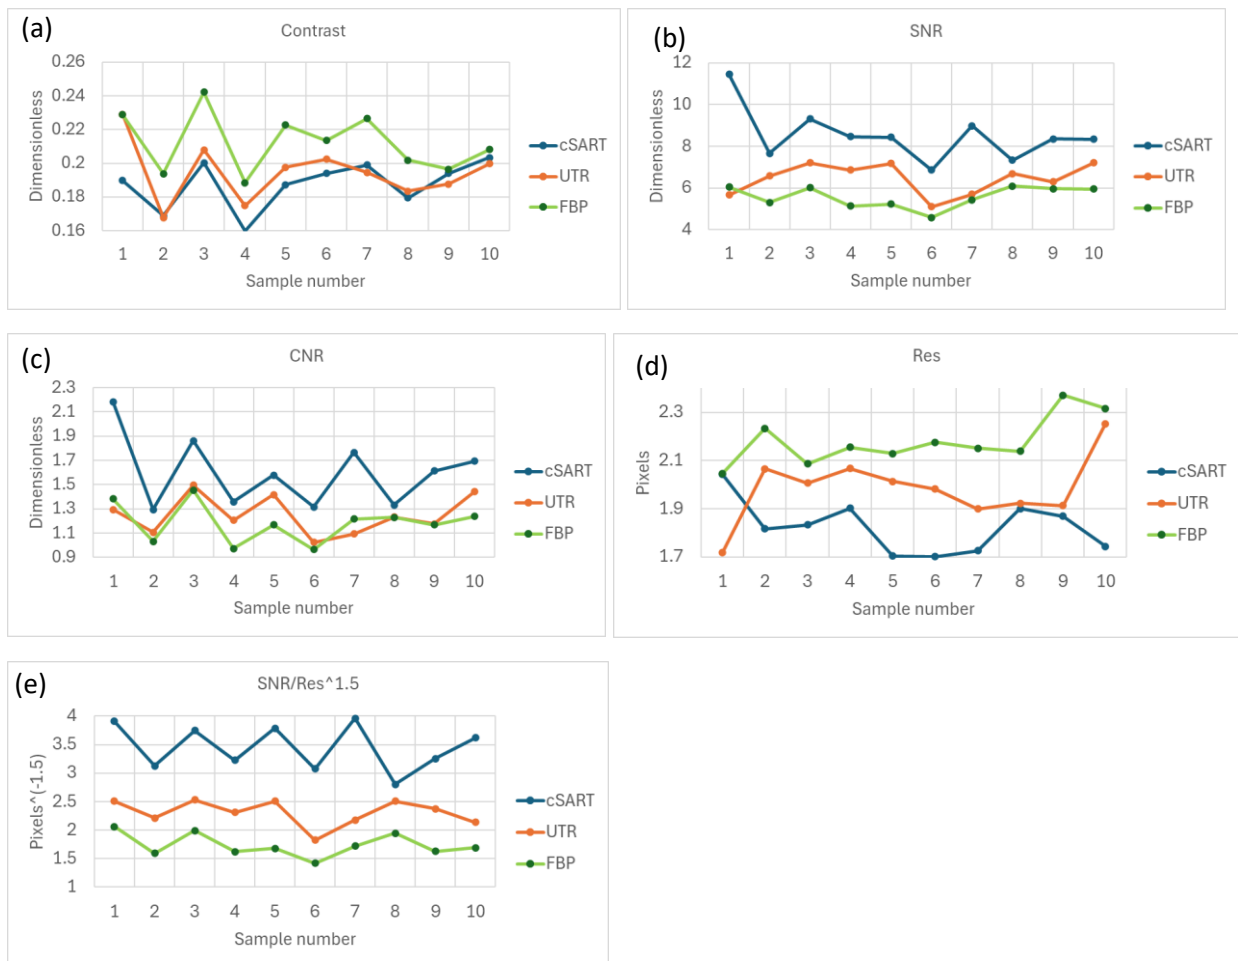 (a)
Contrast
Dimensionless
0.26
0.24
0.22
0.2
0.18
0.16
1 2 3 4 5 6 7 8 9 10
Sample number
cSART
UTR
FBP
(b)
SNR
Dimensionless
12
10
8
6
4
1 2 3 4 5 6 7 8 9 10
Sample number
cSART
UTR
FBP
(c)
CNR
Dimensionless
2.3
2.1
1.9
1.7
1.5
1.3
1.1
0.9
1 2 3 4 5 6 7 8 9 10
Sample number
cSART
UTR
FBP
(d)
Res
Pixels
2.3
2.1
1.9
1.7
1 2 3 4 5 6 7 8 9 10
Sample number
cSART
UTR
FBP
(e)
SNR/Res^1.5
Pixels^(-1.5)
4
3.5
3
2.5
2
1.5
1
1 2 3 4 5 6 7 8 9 10
Sample number
cSART
UTR
FBP